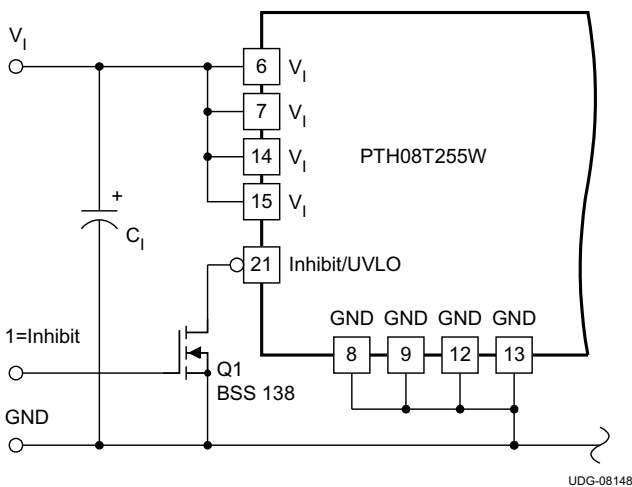 V_I
6 V_I
7 V_I
14 V_I
15 V_I
PTH08T255W
+
C_I
21 Inhibit/UVLO
GND GND GND GND
8 9 12 13
1=Inhibit
Q1
BSS 138
GND
UDG-08148